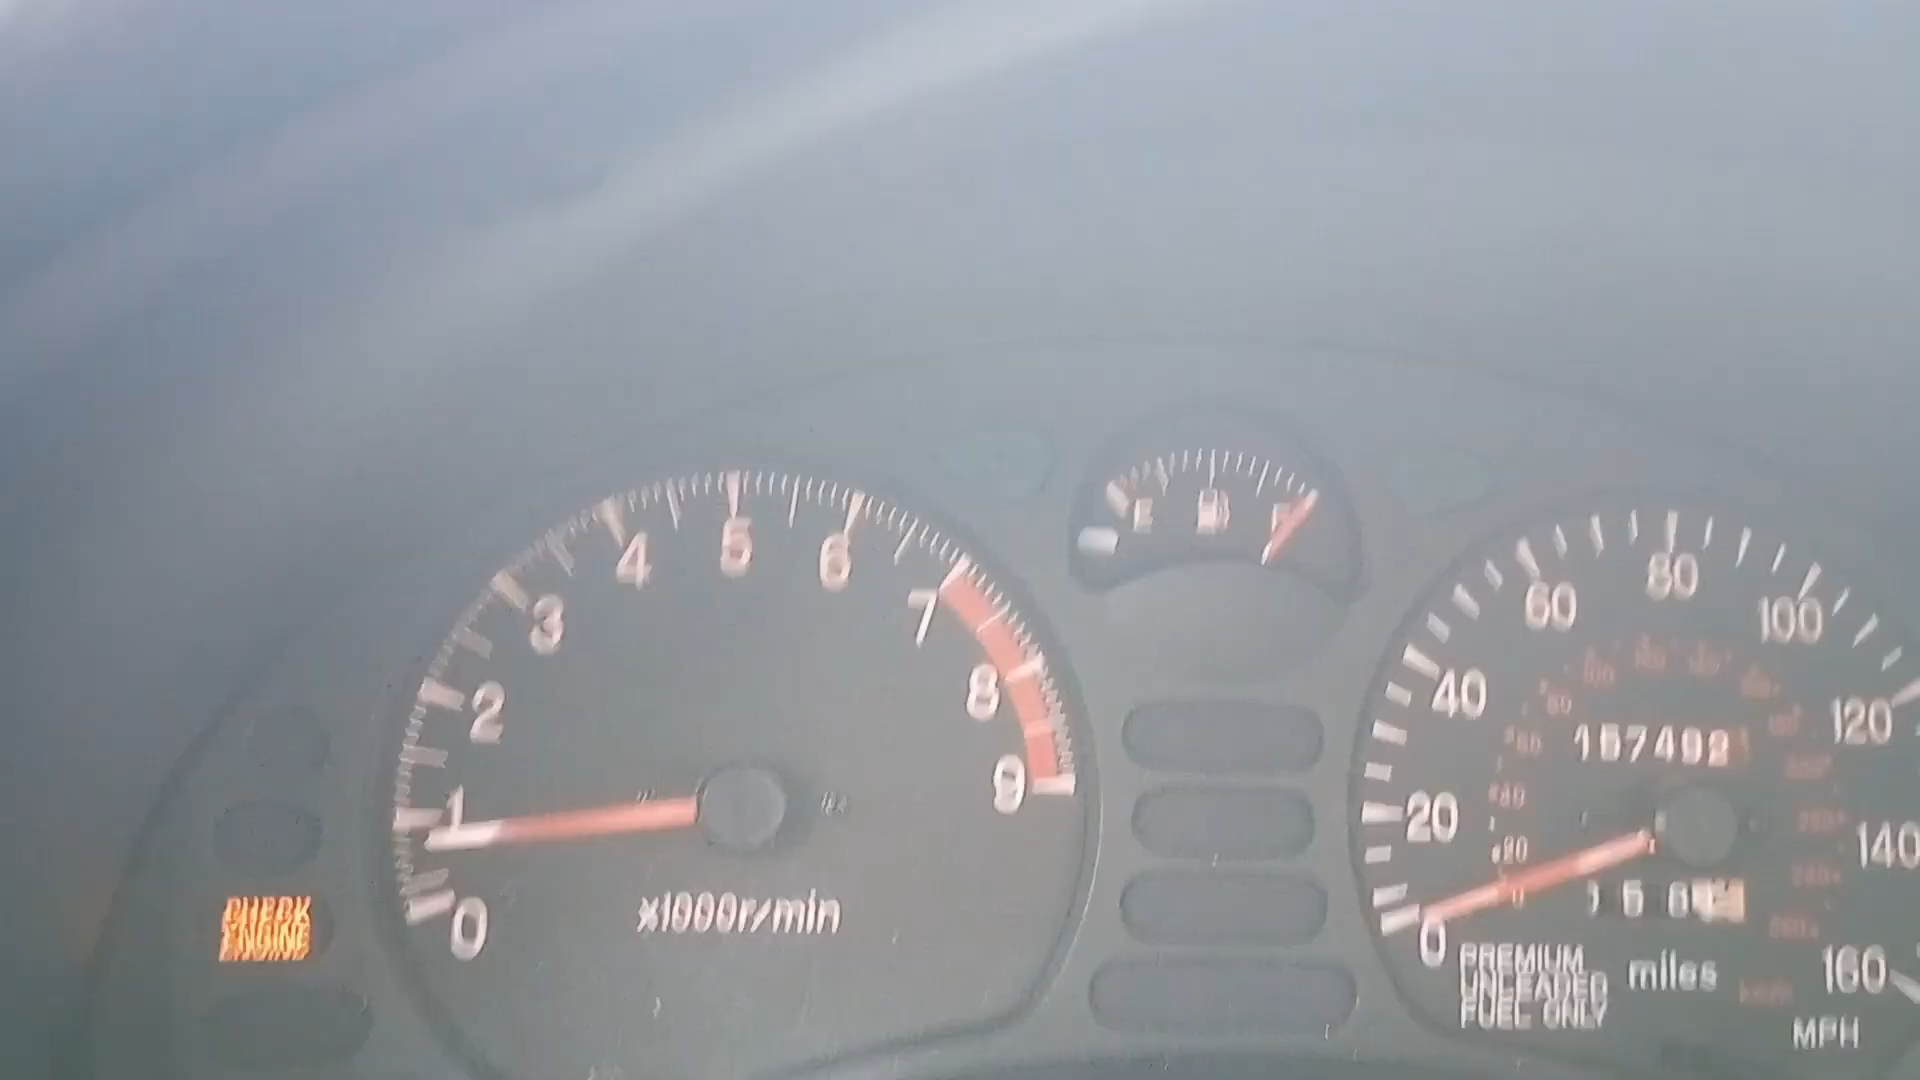 4 5 6
3 7
2 8
1 9
0
x1000r/min
CHECK
ENGINE
E F
60 80 100
40 120
20 140
0 160
157492
PREMIUM
UNLEADED
FUEL ONLY
miles
MPH